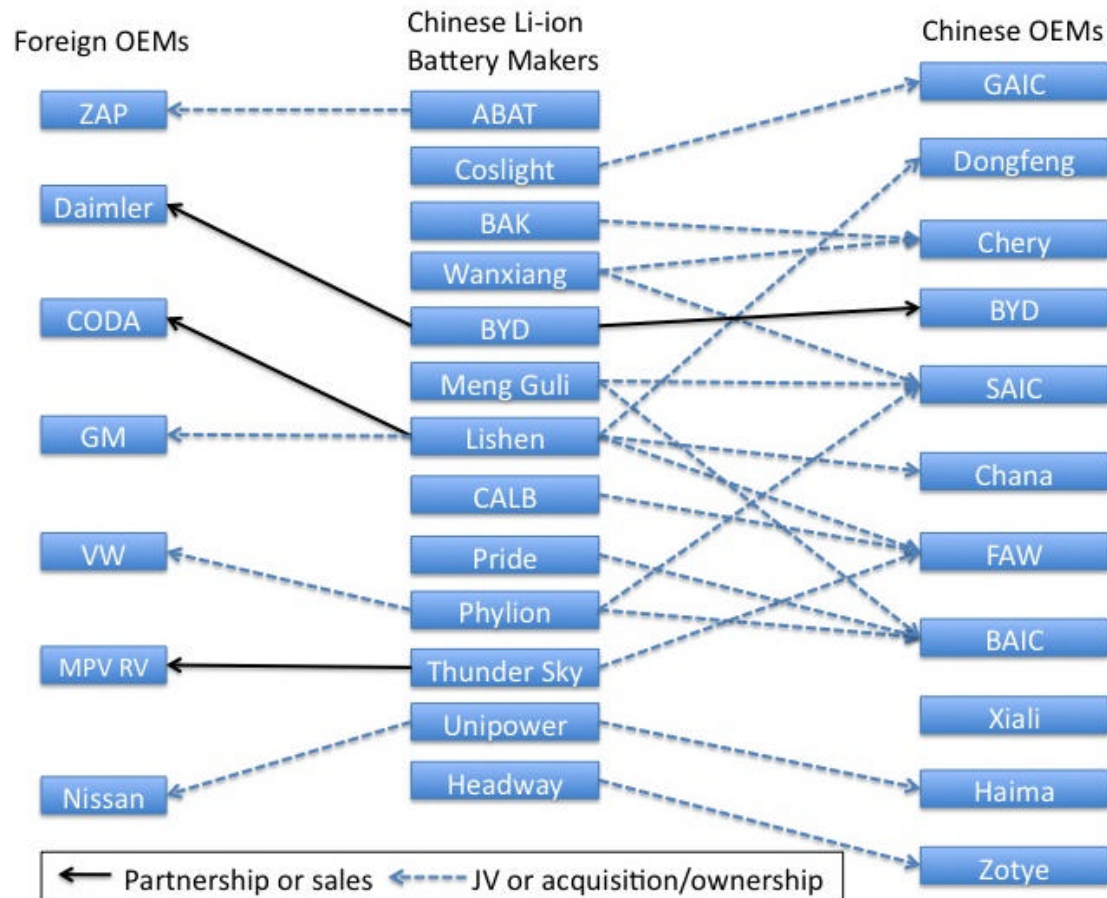 Foreign OEMs
ZAP
Daimler
CODA
GM
VW
MPV RV
Nissan
Chinese Li-ion
Battery Makers
ABAT
Coslight
BAK
Wanxiang
BYD
Meng Guli
Lishen
CALB
Pride
Phylion
Thunder Sky
Unipower
Headway
Chinese OEMs
GAIC
Dongfeng
Chery
BYD
SAIC
Chana
FAW
BAIC
Xiali
Haima
Zotye
Partnership or sales
JV or acquisition/ownership